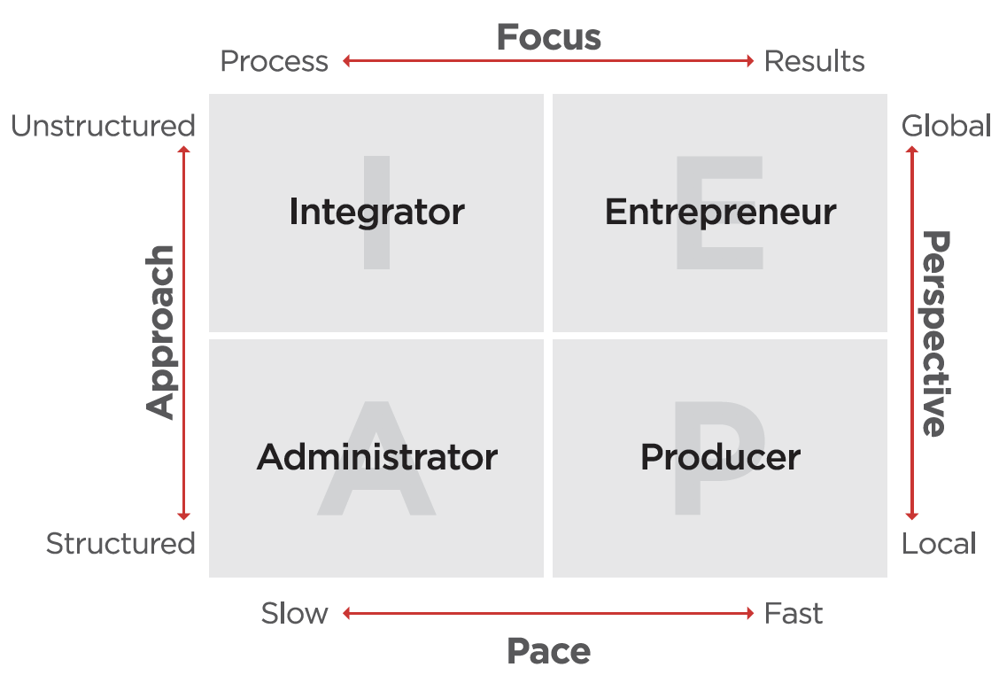 Focus
Process
Results
Unstructured
Global
I
Integrator
E
Entrepreneur
Approach
Perspective
A
Administrator
P
Producer
Structured
Local
Slow
Fast
Pace